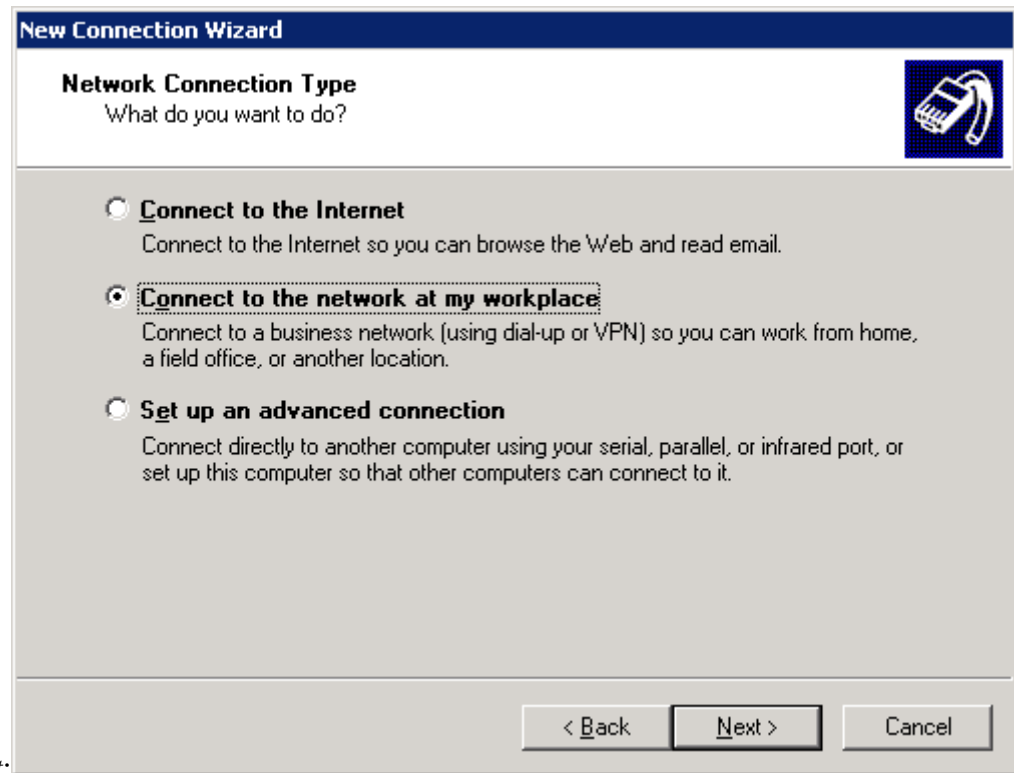 New Connection Wizard
Network Connection Type
What do you want to do?
Connect to the Internet
Connect to the Internet so you can browse the Web and read email.
Connect to the network at my workplace
Connect to a business network (using dial-up or VPN) so you can work from home,
a field office, or another location.
Set up an advanced connection
Connect directly to another computer using your serial, parallel, or infrared port, or
set up this computer so that other computers can connect to it.
< Back Next > Cancel